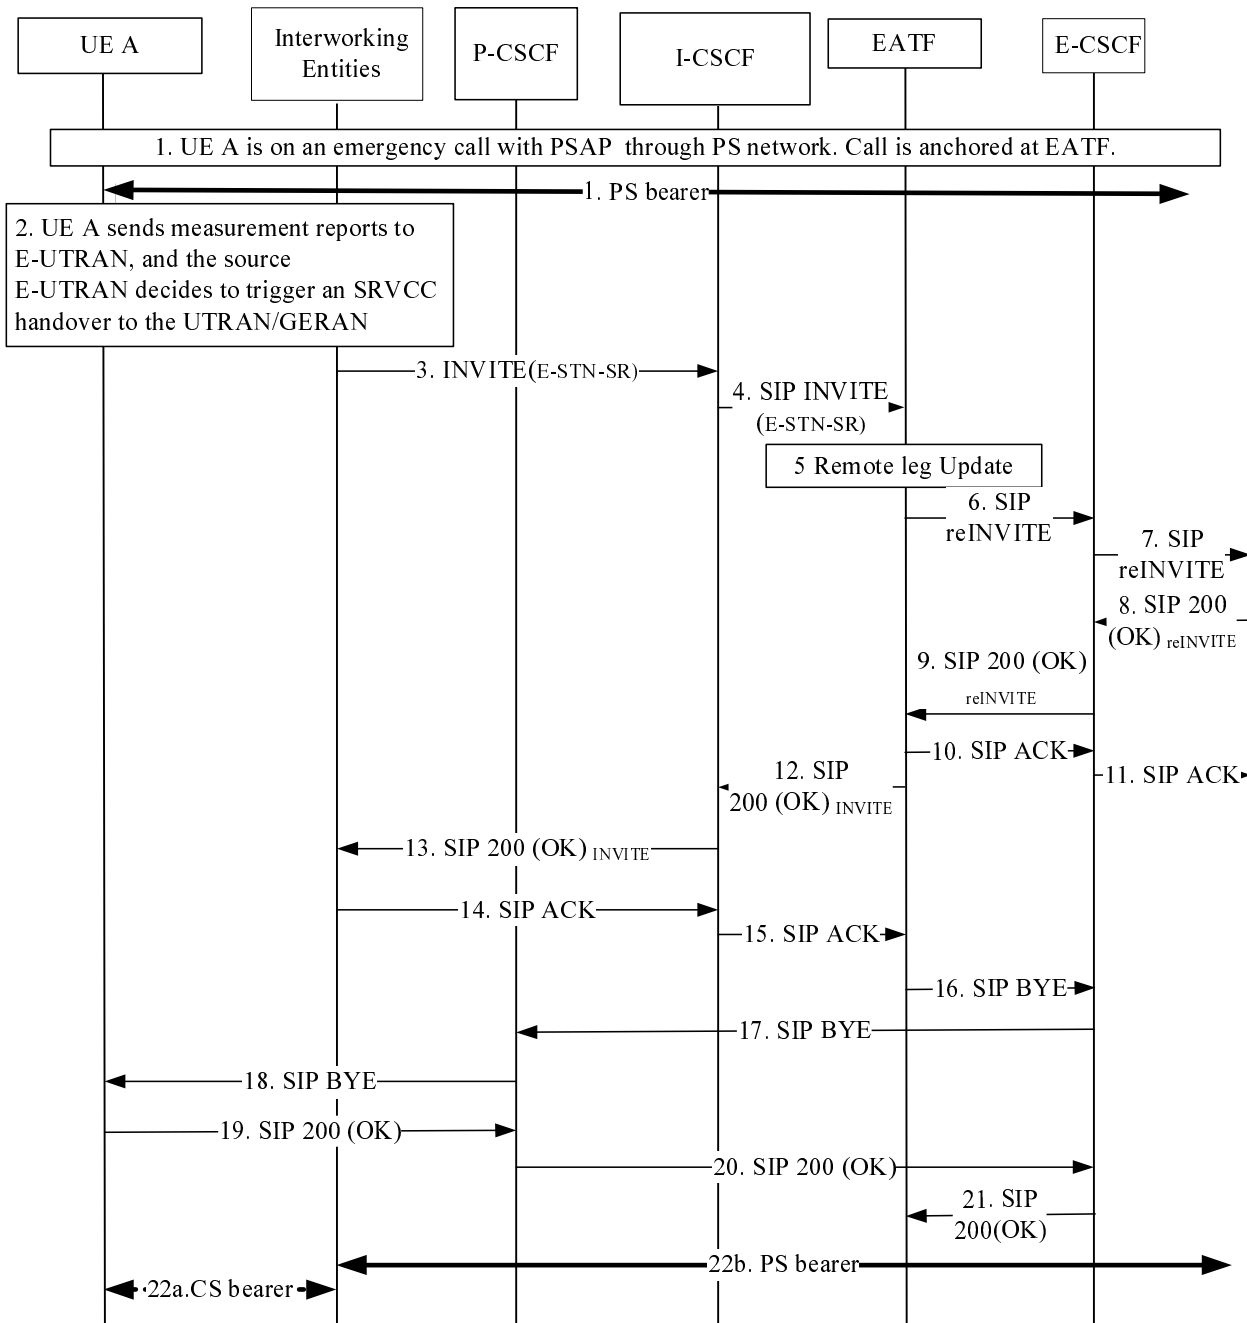 UE A
Interworking
Entities
P-CSCF
I-CSCF
EATF
E-CSCF
1. UE A is on an emergency call with PSAP through PS network. Call is anchored at EATF.
1. PS bearer
2. UE A sends measurement reports to
E-UTRAN, and the source
E-UTRAN decides to trigger an SRVCC
handover to the UTRAN/GERAN
3. INVITE(E-STN-SR)
4. SIP INVITE
(E-STN-SR)
5 Remote leg Update
6. SIP
reINVITE
7. SIP
reINVITE
8. SIP 200
(OK) reINVITE
9. SIP 200 (OK)
reINVITE
10. SIP ACK
11. SIP ACK
12. SIP
200 (OK) INVITE
13. SIP 200 (OK) INVITE
14. SIP ACK
15. SIP ACK
16. SIP BYE
17. SIP BYE
18. SIP BYE
19. SIP 200 (OK)
20. SIP 200 (OK)
21. SIP
200(OK)
22b. PS bearer
22a.CS bearer